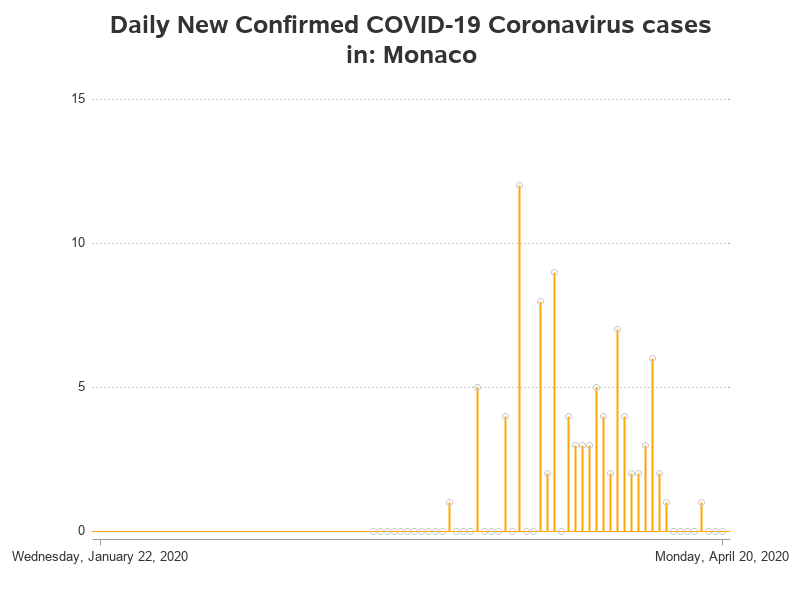 Daily New Confirmed COVID-19 Coronavirus cases
in: Monaco
15
10
5
0
Wednesday, January 22, 2020
Monday, April 20, 2020